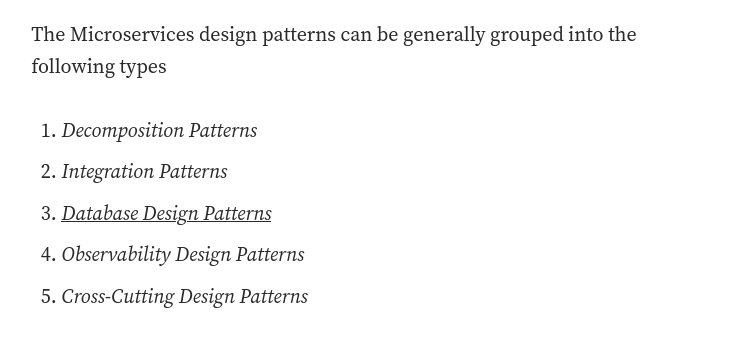 The Microservices design patterns can be generally grouped into the
following types
1. Decomposition Patterns
2. Integration Patterns
3. Database Design Patterns
4. Observability Design Patterns
5. Cross-Cutting Design Patterns